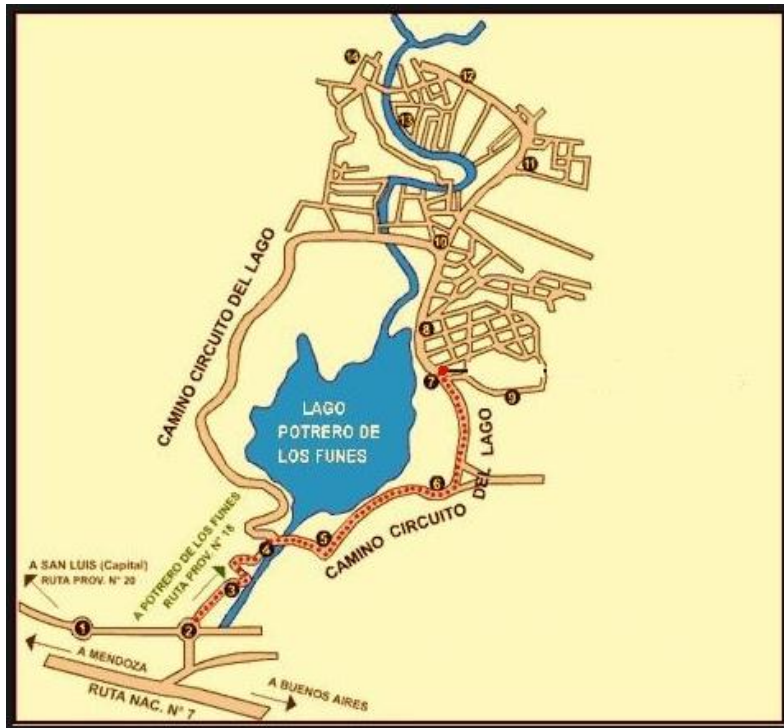 14
12
13
11
10
CAMINO CIRCUITO DEL LAGO
8
7
9
LAGO
POTRERO DE
LOS FUNES
6
CAMINO CIRCUITO DEL LAGO
5
4
A POTRERO DE LOS FUNES
RUTA PROV. N° 18
3
A SAN LUIS (Capital)
RUTA PROV. N° 20
1
2
A MENDOZA
A BUENOS AIRES
RUTA NAC. N° 7